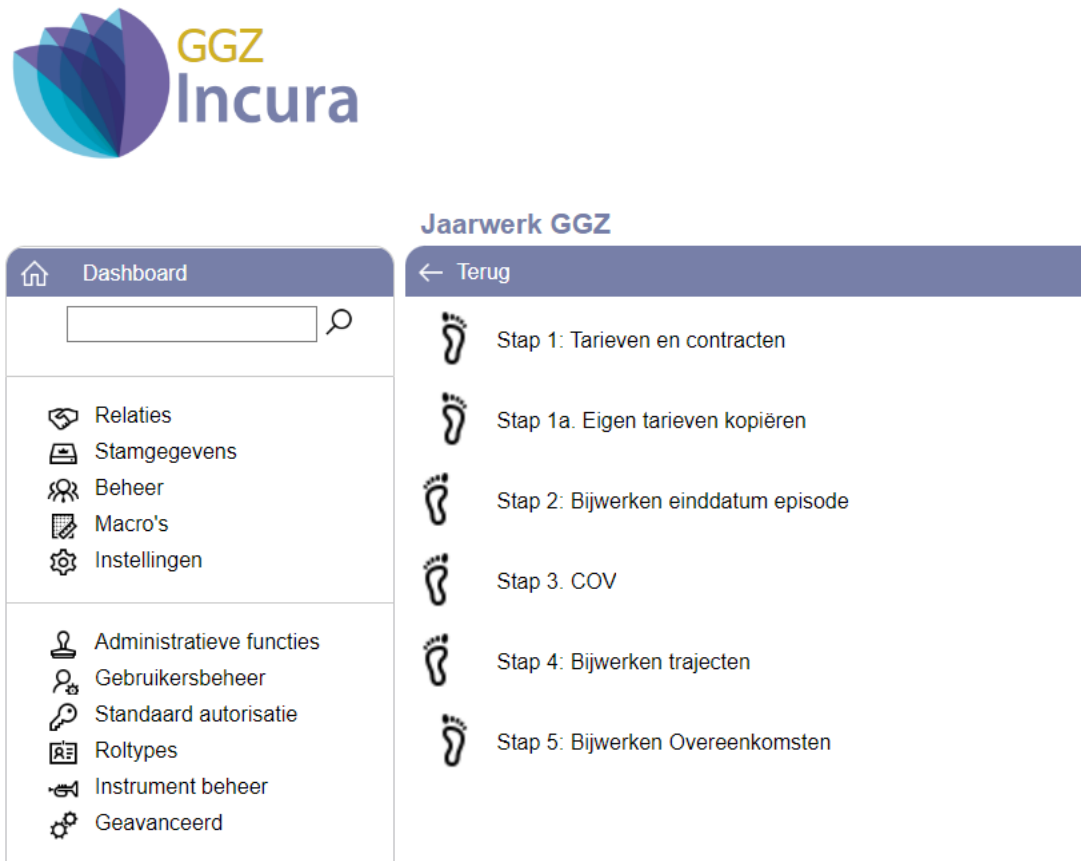 GGZ
Incura
Jaarwerk GGZ
Dashboard
Terug
Relaties
Stamgegevens
Beheer
Macro's
Instellingen
Administratieve functies
Gebruikersbeheer
Standaard autorisatie
Roltypes
Instrument beheer
Geavanceerd
Stap 1: Tarieven en contracten
Stap 1a. Eigen tarieven kopiëren
Stap 2: Bijwerken einddatum episode
Stap 3. COV
Stap 4: Bijwerken trajecten
Stap 5: Bijwerken Overeenkomsten